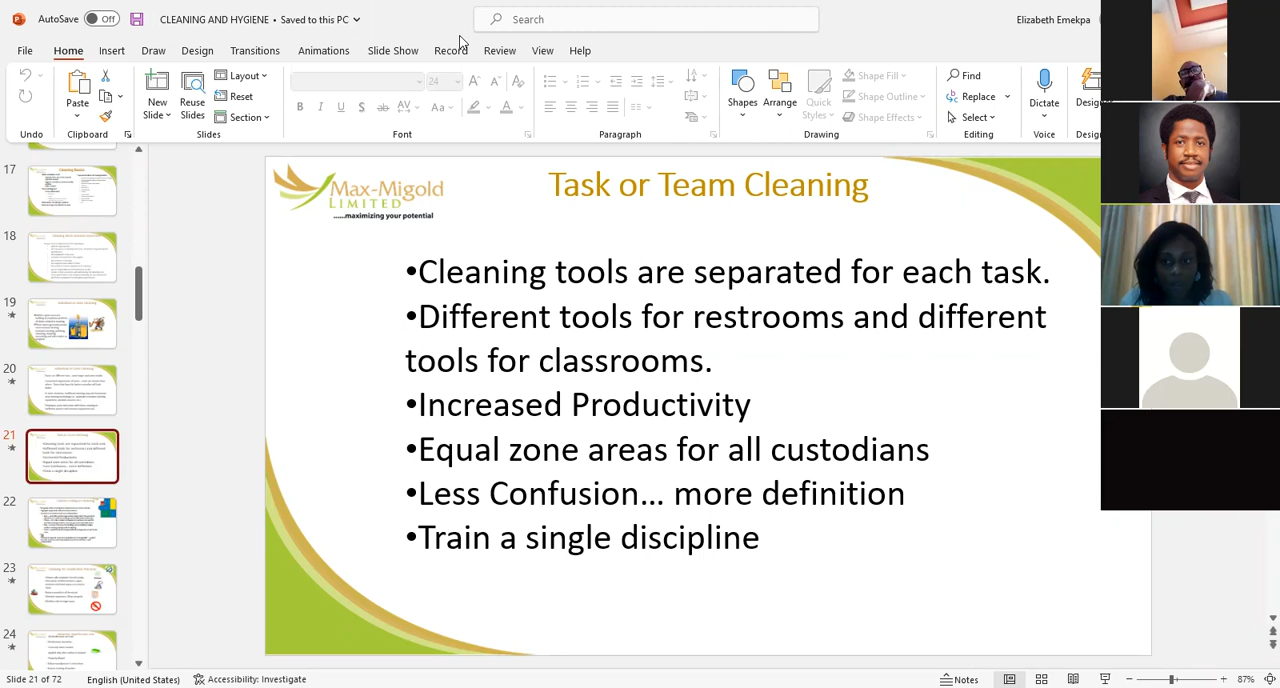 AutoSave Off CLEANING AND HYGIENE • Saved to this PC Search Elizabeth Emekpa
File Home Insert Draw Design Transitions Animations Slide Show Record Review View Help
Paste New Slide Reuse Slides Layout Reset Section 24 Shapes Arrange Quick Styles Shape Fill Shape Outline Shape Effects Find Replace Select Dictate
Undo Clipboard Slides Font Paragraph Drawing Editing Voice
17
18
19
20
21
22
23
24
Max-Migold
LIMITED
......maximizing your potential
Task or Team Cleaning
•Cleaning tools are separated for each task.
•Different tools for restrooms and different
tools for classrooms.
•Increased Productivity
•Equal zone areas for all custodians
•Less Confusion... more definition
•Train a single discipline
Slide 21 of 72 English (United States) Accessibility: Investigate Notes 87%